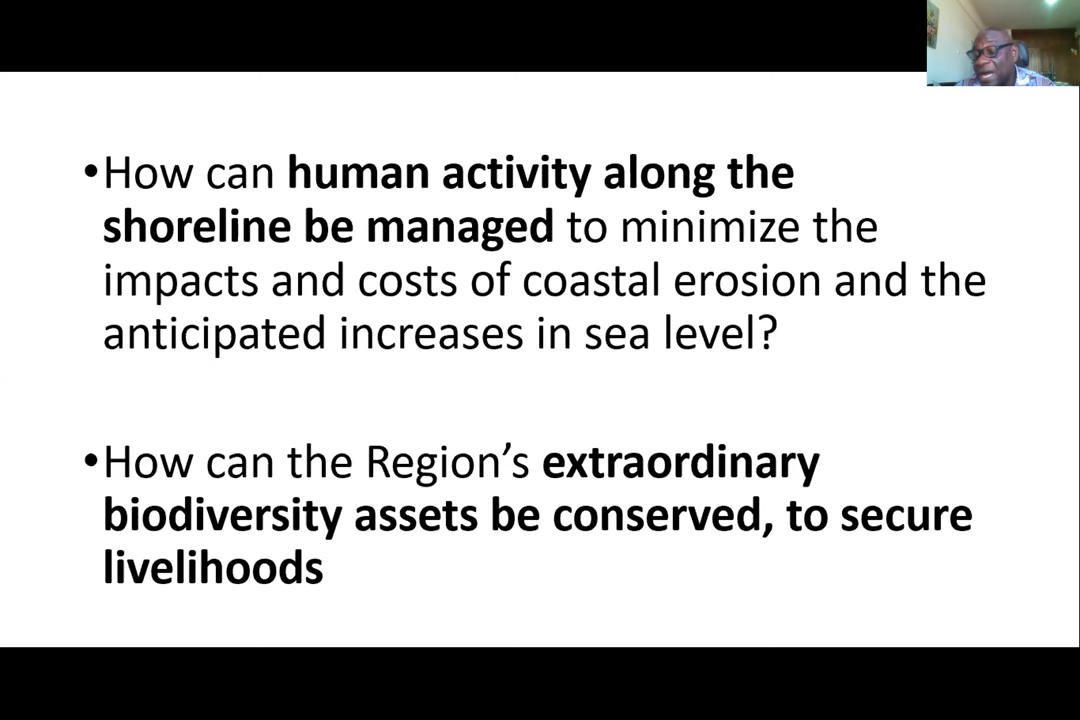 •How can human activity along the
shoreline be managed to minimize the
impacts and costs of coastal erosion and the
anticipated increases in sea level?
•How can the Region’s extraordinary
biodiversity assets be conserved, to secure
livelihoods